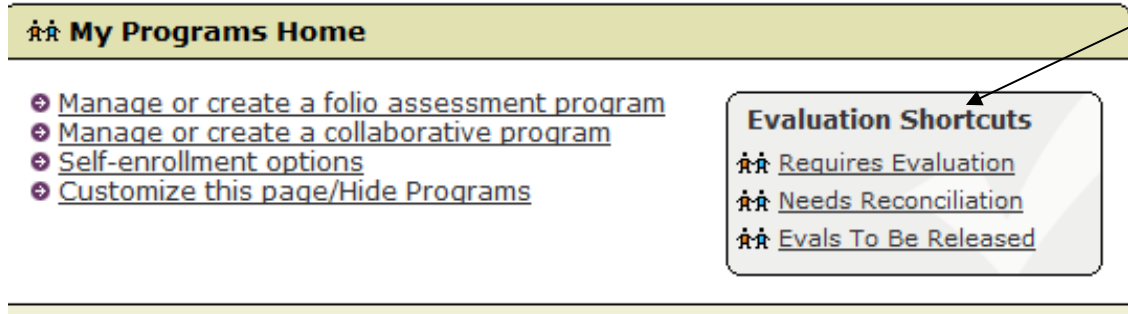 My Programs Home
Manage or create a folio assessment program
Manage or create a collaborative program
Self-enrollment options
Customize this page/Hide Programs
Evaluation Shortcuts
Requires Evaluation
Needs Reconciliation
Evals To Be Released